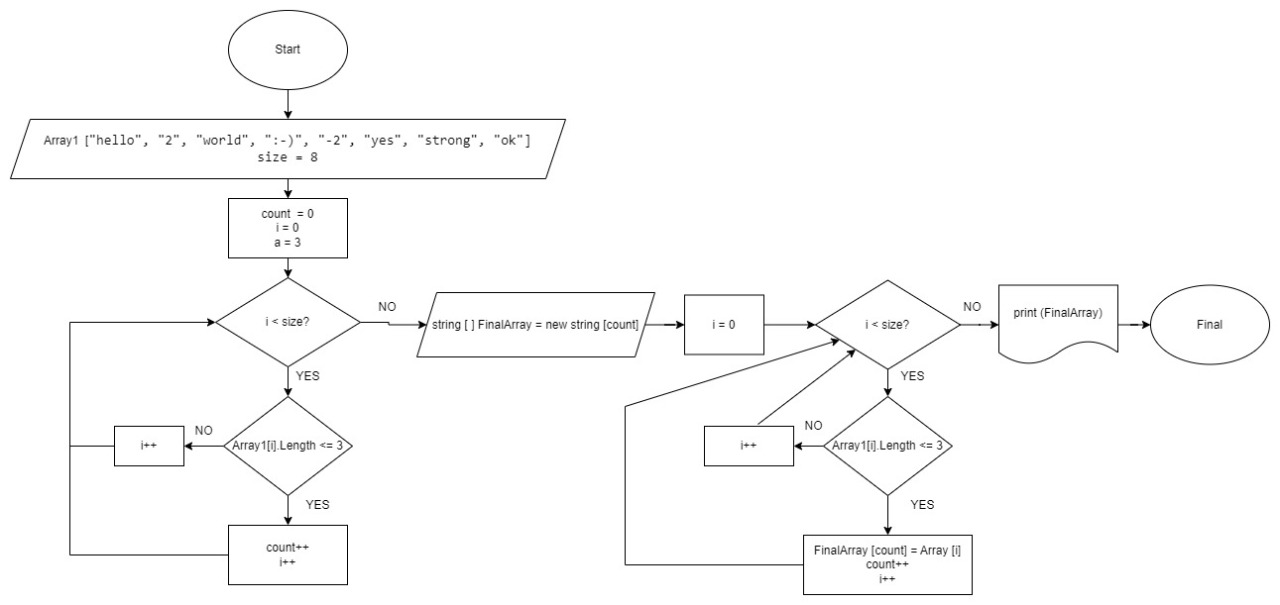 Start
Array1 ["hello", "2", "world", ":-)", "-2", "yes", "strong", "ok"]
size = 8
count  = 0
i = 0
a = 3
i < size?
NO
YES
Array1[i].Length <= 3
NO
i++
YES
count++
i++
string [ ] FinalArray = new string [count]
i = 0
i < size?
NO
YES
Array1[i].Length <= 3
NO
i++
YES
FinalArray [count] = Array [i]
count++
i++
print (FinalArray)
Final